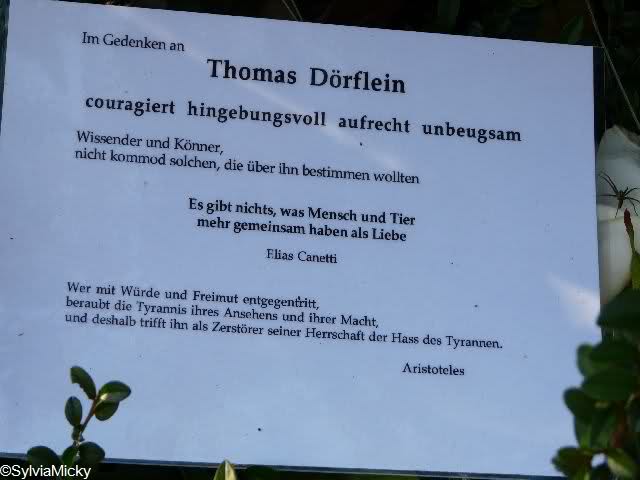 Im Gedenken an
Thomas Dörflein
couragiert hingebungsvoll aufrecht unbeugsam
Wissender und Könner,
nicht kommod solchen, die über ihn bestimmen wollten
Es gibt nichts, was Mensch und Tier
mehr gemeinsam haben als Liebe
Elias Canetti
Wer mit Würde und Freimut entgegentritt,
beraubt die Tyrannis ihres Ansehens und ihrer Macht,
und deshalb trifft ihn als Zerstörer seiner Herrschaft der Hass des Tyrannen.
Aristoteles
©SylviaMicky